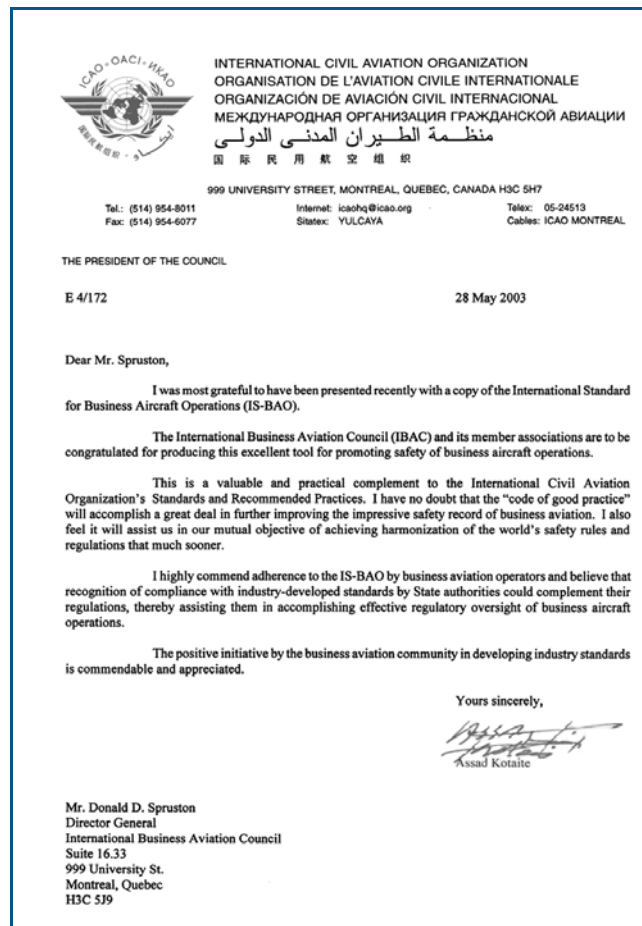 ICAO · OACI · ИКАО
国际民航组织 · إيكاو
INTERNATIONAL CIVIL AVIATION ORGANIZATION
ORGANISATION DE L'AVIATION CIVILE INTERNATIONALE
ORGANIZACIÓN DE AVIACIÓN CIVIL INTERNACIONAL
МЕЖДУНАРОДНАЯ ОРГАНИЗАЦИЯ ГРАЖДАНСКОЙ АВИАЦИИ
منظمة الطيران المدني الدولي
国 际 民 用 航 空 组 织
999 UNIVERSITY STREET, MONTREAL, QUEBEC, CANADA H3C 5H7
Tel.: (514) 954-8011 Internet: icaohq@icao.org Telex: 05-24513
Fax: (514) 954-6077 Sitatex: YULCAYA Cables: ICAO MONTREAL
THE PRESIDENT OF THE COUNCIL
E 4/172 28 May 2003
Dear Mr. Spruston,
I was most grateful to have been presented recently with a copy of the International Standard
for Business Aircraft Operations (IS-BAO).
The International Business Aviation Council (IBAC) and its member associations are to be
congratulated for producing this excellent tool for promoting safety of business aircraft operations.
This is a valuable and practical complement to the International Civil Aviation
Organization's Standards and Recommended Practices. I have no doubt that the "code of good practice"
will accomplish a great deal in further improving the impressive safety record of business aviation. I also
feel it will assist us in our mutual objective of achieving harmonization of the world's safety rules and
regulations that much sooner.
I highly commend adherence to the IS-BAO by business aviation operators and believe that
recognition of compliance with industry-developed standards by State authorities could complement their
regulations, thereby assisting them in accomplishing effective regulatory oversight of business aircraft
operations.
The positive initiative by the business aviation community in developing industry standards
is commendable and appreciated.
Yours sincerely,
Assad Kotaite
Mr. Donald D. Spruston
Director General
International Business Aviation Council
Suite 16.33
999 University St.
Montreal, Quebec
H3C 5J9